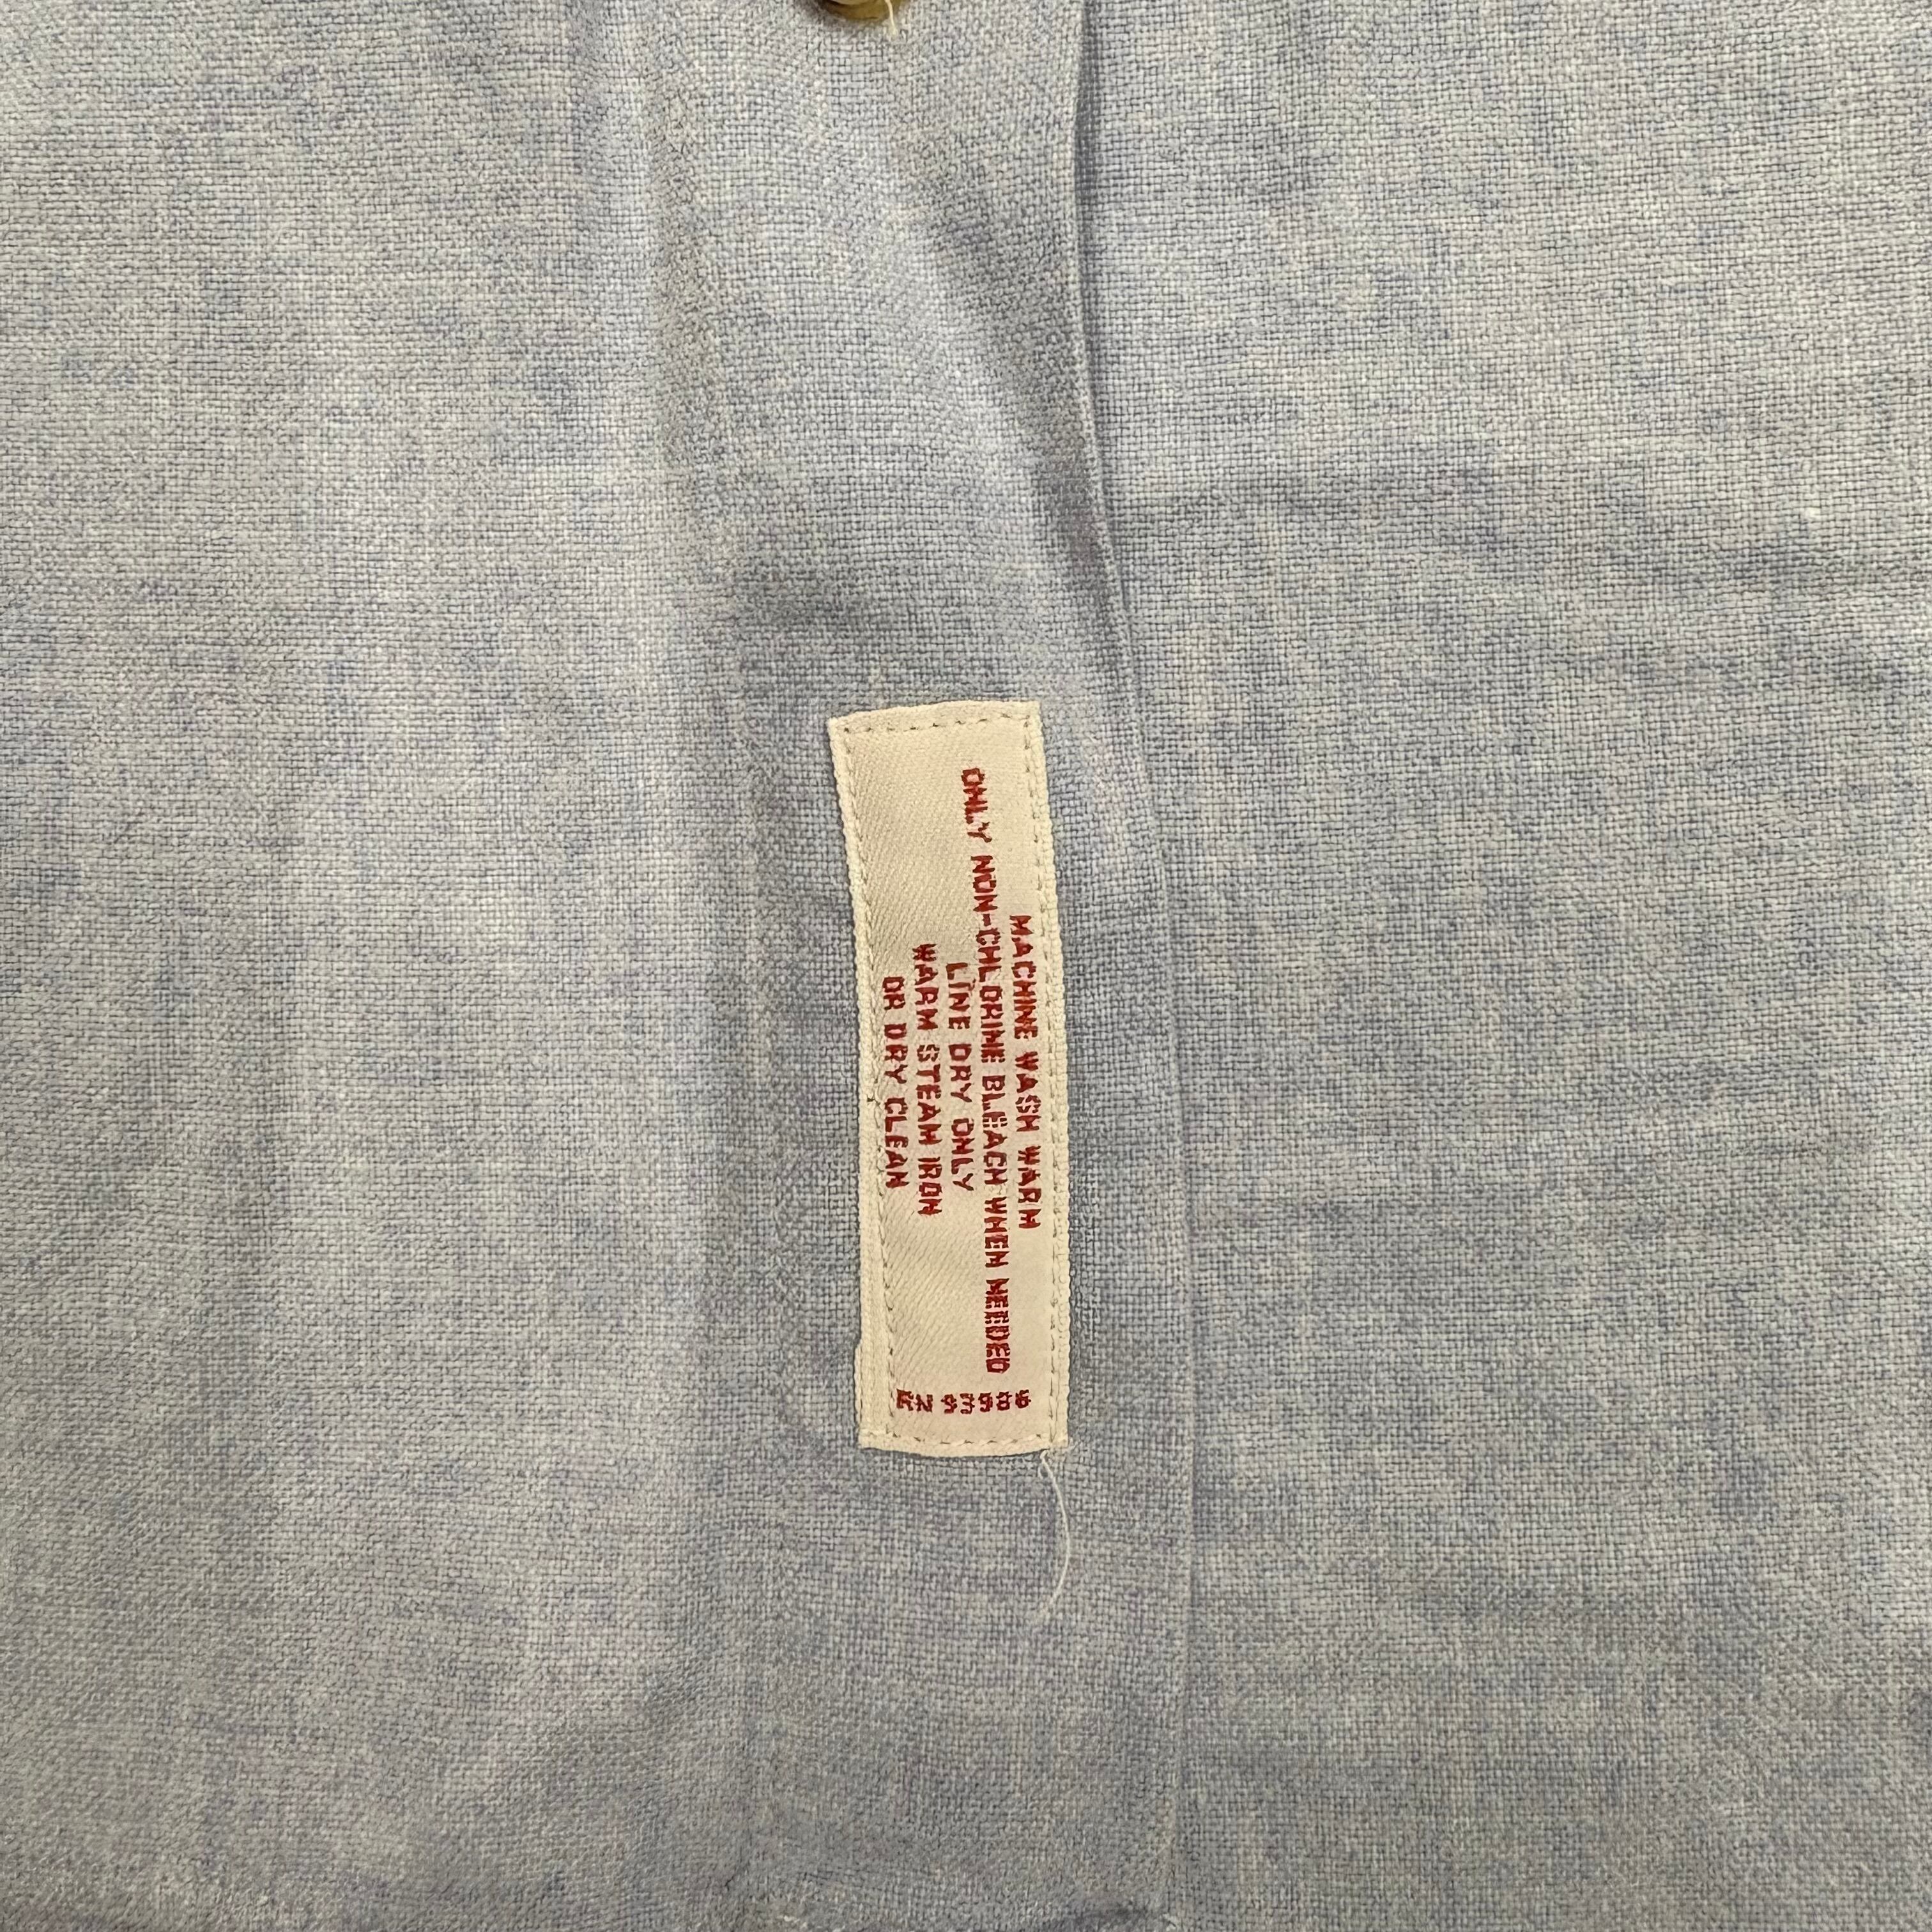 MACHINE WASH WARM
ONLY NON-CHLORINE BLEACH WHEN NEEDED
LINE DRY ONLY
WARM STEAM IRON
OR DRY CLEAN
RN 93986